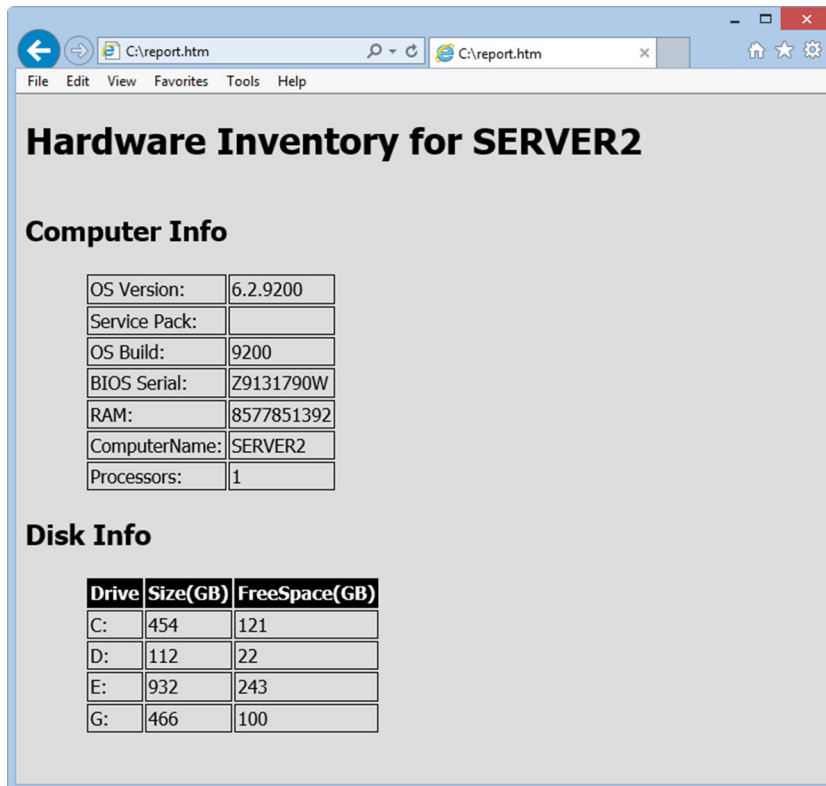 C:\report.htm
C:\report.htm
File Edit View Favorites Tools Help
Hardware Inventory for SERVER2
Computer Info
OS Version: 6.2.9200
Service Pack:
OS Build: 9200
BIOS Serial: Z9131790W
RAM: 8577851392
ComputerName: SERVER2
Processors: 1
Disk Info
Drive Size(GB) FreeSpace(GB)
C: 454 121
D: 112 22
E: 932 243
G: 466 100